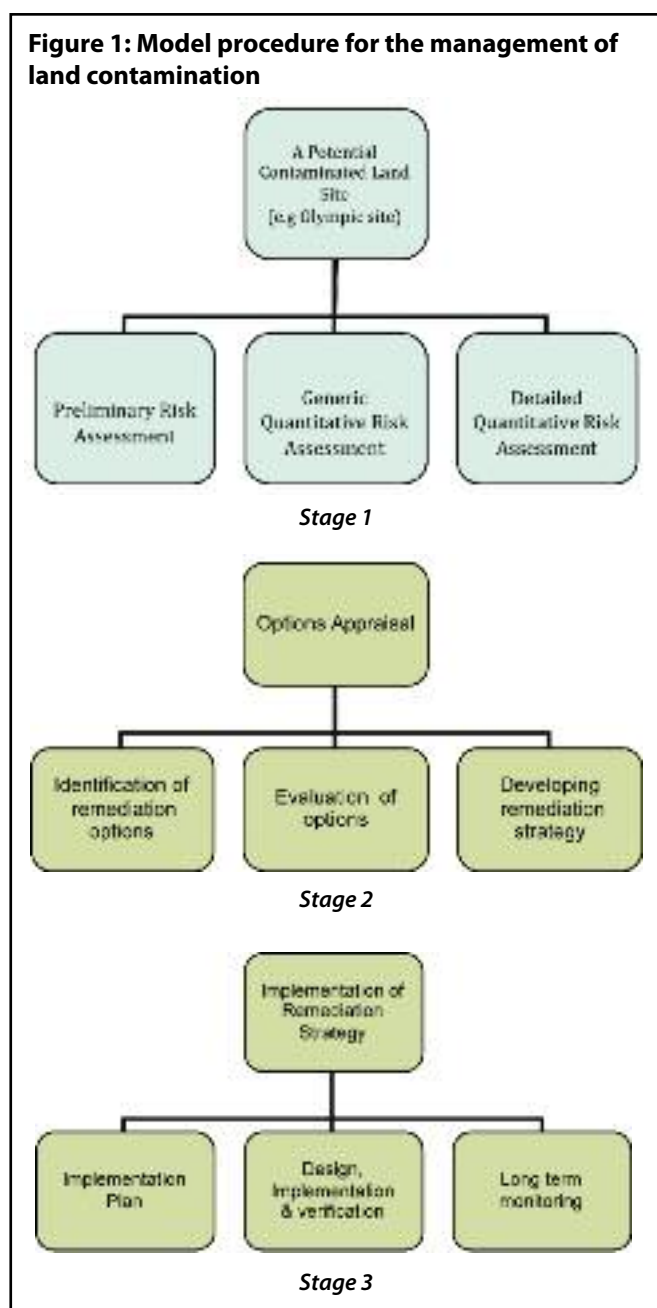 Figure 1: Model procedure for the management of
land contamination
A Potential
Contaminated Land
Site
(e.g Olympic site)
Preliminary Risk
Assessment
Generic
Quantitative Risk
Assessment
Detailed
Quantitative Risk
Assessment
Stage 1
Options Appraisal
Identification of
remediation
options
Evaluation of
options
Developing
remediation
strategy
Stage 2
Implementation of
Remediation
Strategy
Implementation
Plan
Design,
Implementation
& verification
Long term
monitoring
Stage 3